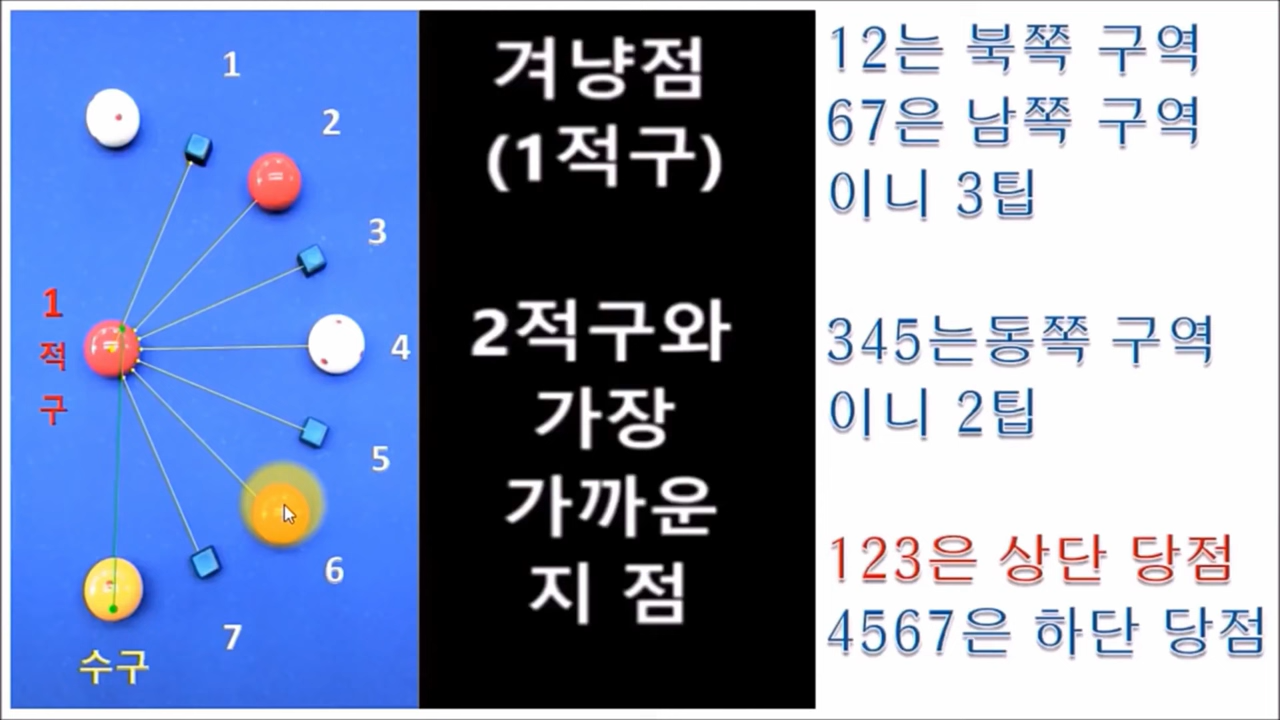 1
2
3
4
5
6
7
1
적
구
수구
겨냥점
(1적구)
2적구와
가장
가까운
지 점
12는 북쪽 구역
67은 남쪽 구역
이니 3팁
345는동쪽 구역
이니 2팁
123은 상단 당점
4567은 하단 당점